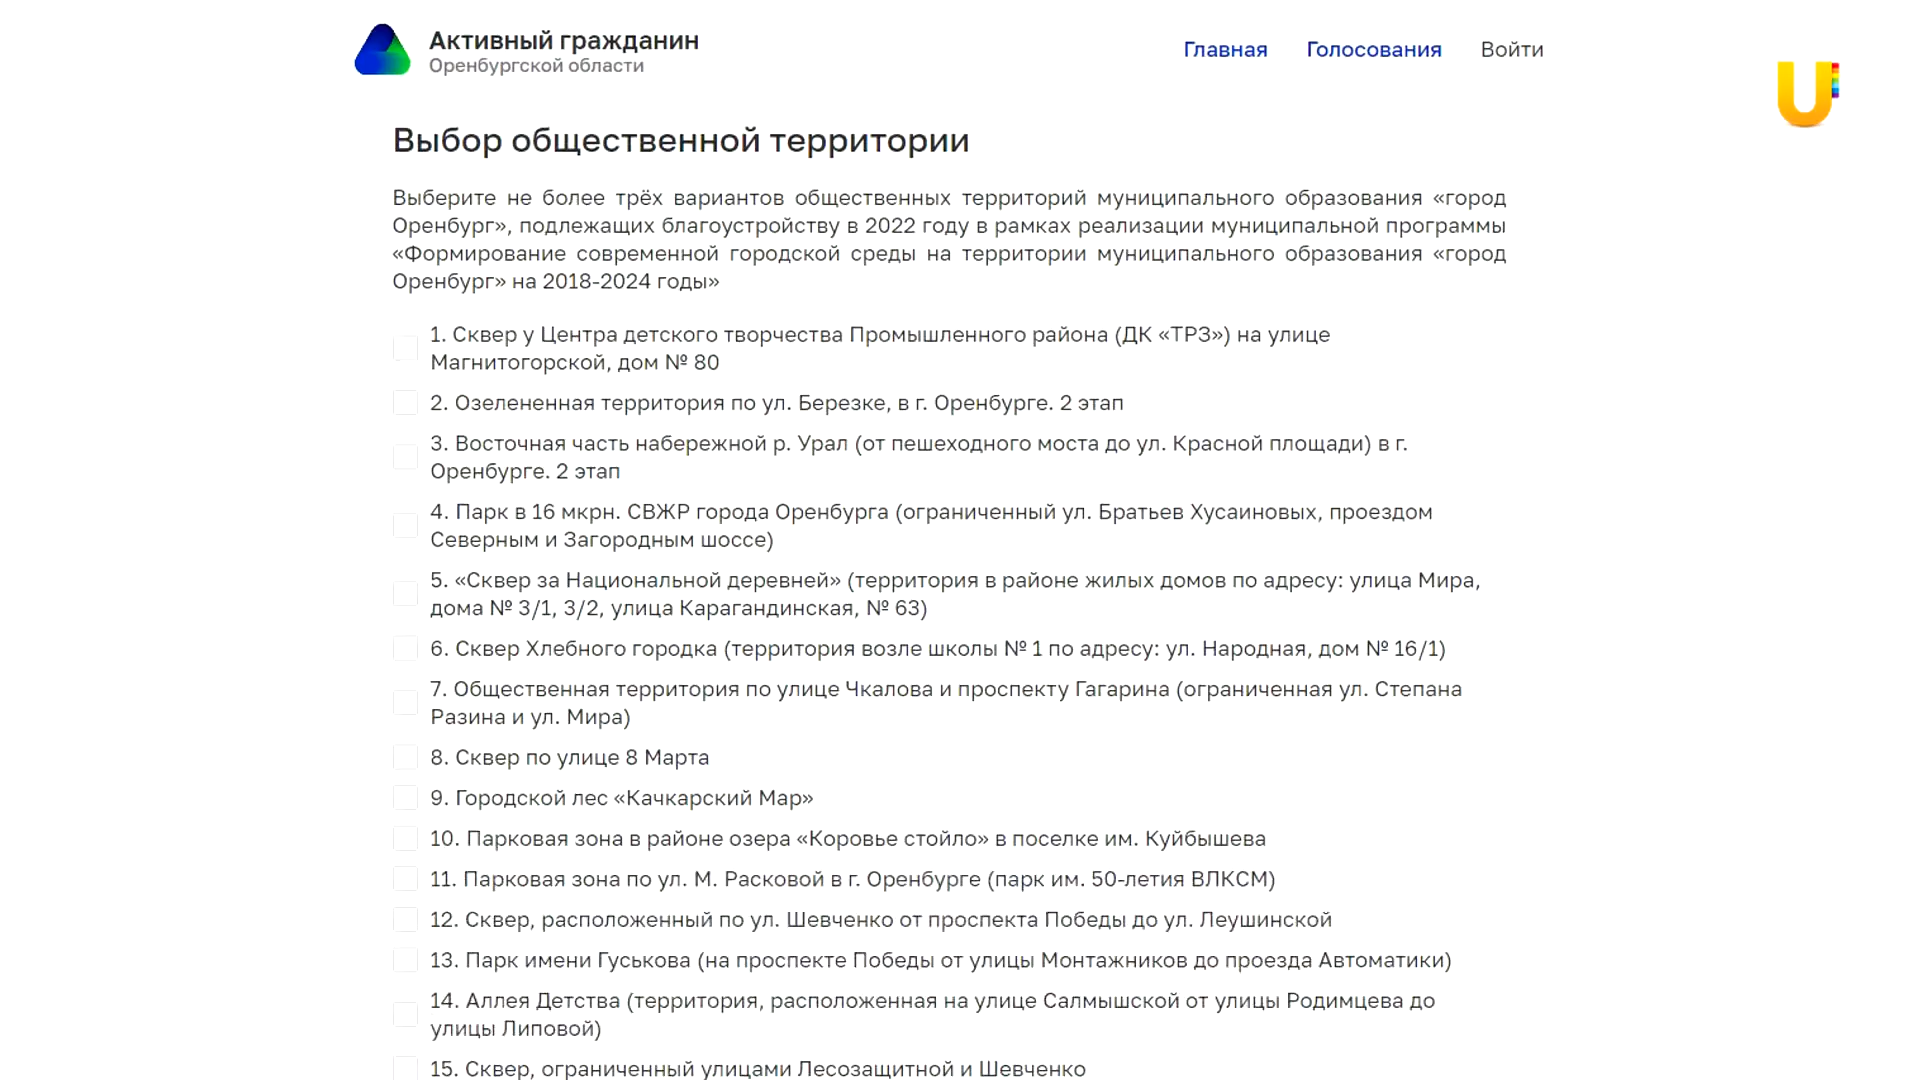 Активный гражданин
Оренбургской области
Главная
Голосования
Войти
U
Выбор общественной территории
Выберите не более трёх вариантов общественных территорий муниципального образования «город
Оренбург», подлежащих благоустройству в 2022 году в рамках реализации муниципальной программы
«Формирование современной городской среды на территории муниципального образования «город
Оренбург» на 2018-2024 годы»
1. Сквер у Центра детского творчества Промышленного района (ДК «ТРЗ») на улице
Магнитогорской, дом № 80
2. Озелененная территория по ул. Березке, в г. Оренбурге. 2 этап
3. Восточная часть набережной р. Урал (от пешеходного моста до ул. Красной площади) в г.
Оренбурге. 2 этап
4. Парк в 16 мкрн. СВЖР города Оренбурга (ограниченный ул. Братьев Хусаиновых, проездом
Северным и Загородным шоссе)
5. «Сквер за Национальной деревней» (территория в районе жилых домов по адресу: улица Мира,
дома № 3/1, 3/2, улица Карагандинская, № 63)
6. Сквер Хлебного городка (территория возле школы № 1 по адресу: ул. Народная, дом № 16/1)
7. Общественная территория по улице Чкалова и проспекту Гагарина (ограниченная ул. Степана
Разина и ул. Мира)
8. Сквер по улице 8 Марта
9. Городской лес «Качкарский Мар»
10. Парковая зона в районе озера «Коровье стойло» в поселке им. Куйбышева
11. Парковая зона по ул. М. Расковой в г. Оренбурге (парк им. 50-летия ВЛКСМ)
12. Сквер, расположенный по ул. Шевченко от проспекта Победы до ул. Леушинской
13. Парк имени Гуськова (на проспекте Победы от улицы Монтажников до проезда Автоматики)
14. Аллея Детства (территория, расположенная на улице Салмышской от улицы Родимцева до
улицы Липовой)
15. Сквер, ограниченный улицами Лесозащитной и Шевченко